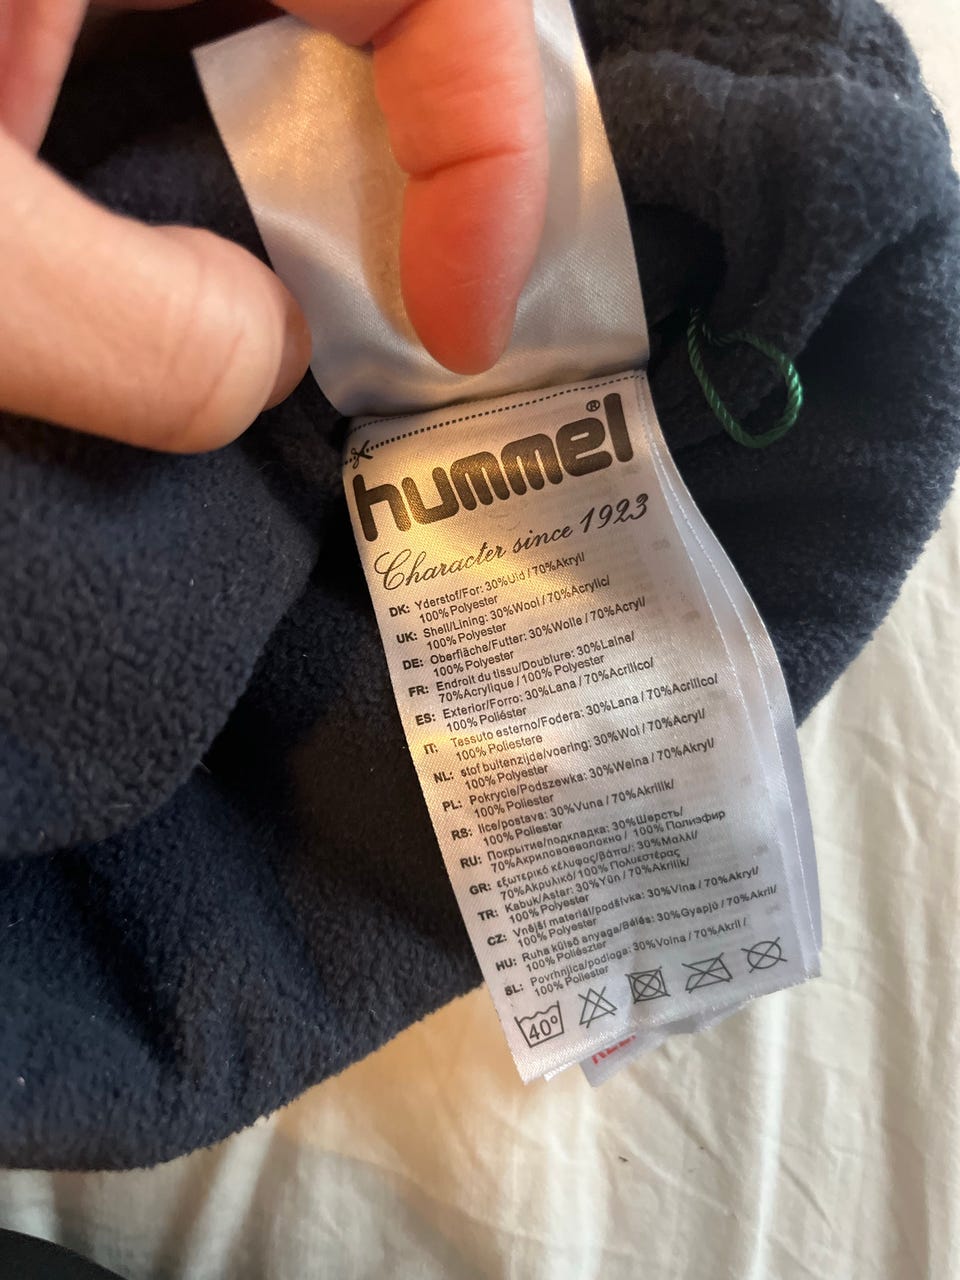 hummel®
Character since 1923
DK: Yderstof/For: 30%Uld / 70%Akryl/
100% Polyester
UK: Shell/Lining: 30%Wool / 70%Acrylic/
100% Polyester
DE: Oberfläche/Futter: 30%Wolle / 70%Acryl/
100% Polyester
FR: Endroit du tissu/Doublure: 30%Laine/
70%Acrylique / 100% Polyester
ES: Exterior/Forro: 30%Lana / 70%Acrilico/
100% Poliéster
IT: Tessuto esterno/Fodera: 30%Lana / 70%Acrilico/
100% Poliestere
NL: stof buitenzijde/voering: 30%Wol / 70%Acryl/
100% Polyester
PL: Pokrycie/Podszewka: 30%Welna / 70%Akryl/
100% Poliester
RS: lice/postava: 30%Vuna / 70%Akrilik/
100% Poliester
RU: Покрытие/подкладка: 30%Шерсть/
70%Акриловоеволокно / 100% Полиэфир
GR: εξωτερικό κέλυφος/βάτα/: 30%Μαλλί/
70%Ακρυλικό/ 100% Πολυεστέρας
TR: Kabuk/Astar: 30%Yün / 70%Akrilik/
100% Polyester
CZ: Vnější materiál/podšívka: 30%Vlna / 70%Akryl/
100% Polyester
HU: Ruha külső anyaga/Bélés: 30%Gyapjú / 70%Akril/
100% Poliészter
SL: Povrhnjica/podloga: 30%Volna / 70%Akril /
100% Poliester
40°